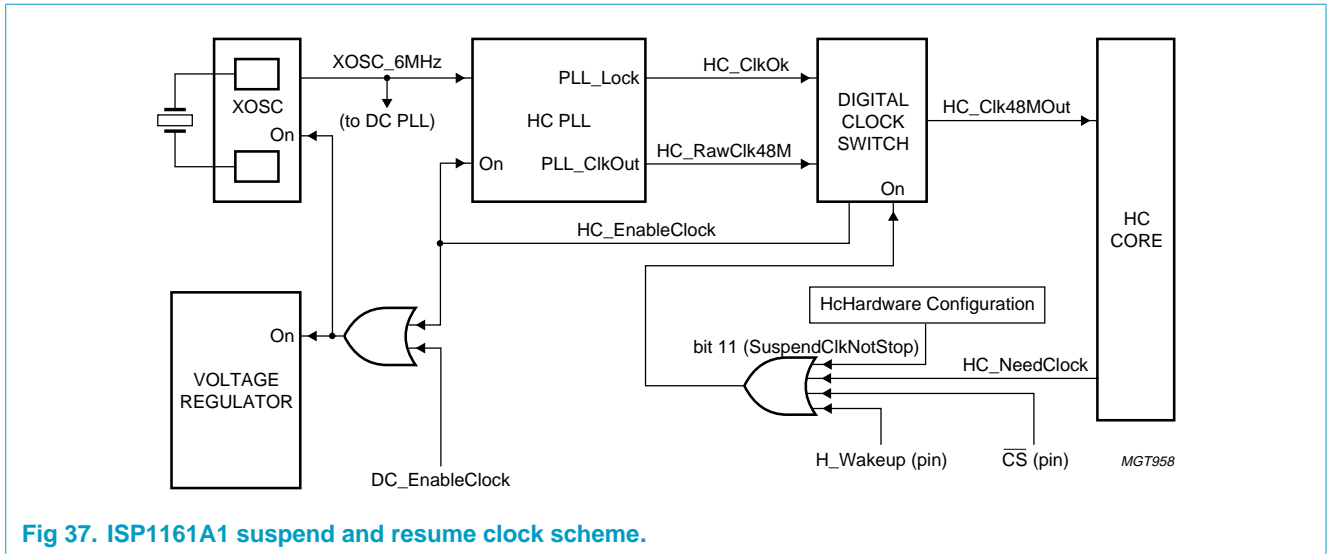 XOSC
On
XOSC_6MHz
(to DC PLL)
PLL_Lock
HC PLL
On
PLL_ClkOut
HC_ClkOk
HC_RawClk48M
DIGITAL
CLOCK
SWITCH
On
HC_Clk48MOut
HC
CORE
HC_EnableClock
HcHardware Configuration
bit 11 (SuspendClkNotStop)
HC_NeedClock
On
VOLTAGE
REGULATOR
DC_EnableClock
H_Wakeup (pin)
C̅S̅ (pin)
MGT958
Fig 37. ISP1161A1 suspend and resume clock scheme.